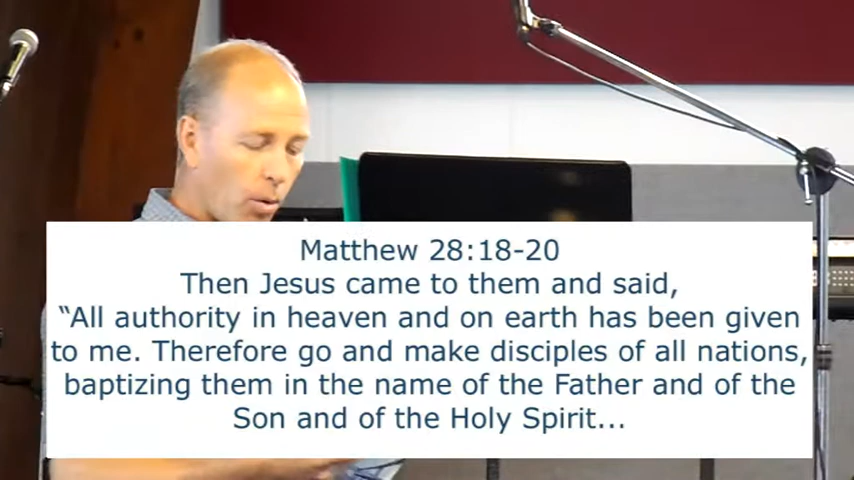 Matthew 28:18-20
Then Jesus came to them and said,
“All authority in heaven and on earth has been given
to me. Therefore go and make disciples of all nations,
baptizing them in the name of the Father and of the
Son and of the Holy Spirit...